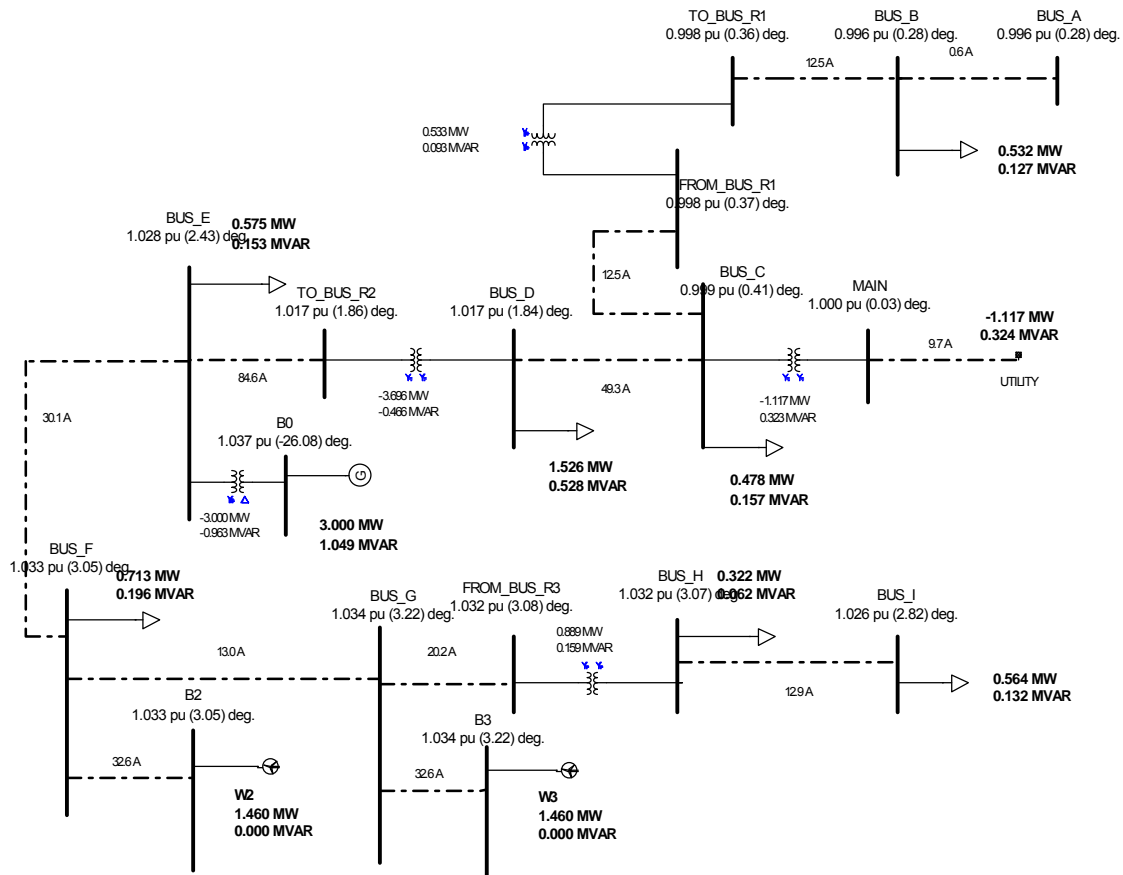 TO_BUS_R1
0.998 pu (0.36) deg.
BUS_B
0.996 pu (0.28) deg.
BUS_A
0.996 pu (0.28) deg.
12.5 A
0.6 A
0.533 MW
0.093 MVAR
0.532 MW
0.127 MVAR
FROM_BUS_R1
0.998 pu (0.37) deg.
BUS_E
1.028 pu (2.43) deg.
0.575 MW
0.153 MVAR
12.5 A
BUS_C
0.999 pu (0.41) deg.
MAIN
1.000 pu (0.03) deg.
TO_BUS_R2
1.017 pu (1.86) deg.
BUS_D
1.017 pu (1.84) deg.
-1.117 MW
0.324 MVAR
9.7 A
UTILITY
84.6 A
49.3 A
-3.696 MW
-0.466 MVAR
-1.117 MW
0.323 MVAR
30.1 A
B0
1.037 pu (-26.08) deg.
G
1.526 MW
0.528 MVAR
0.478 MW
0.157 MVAR
-3.000 MW
-0.963 MVAR
3.000 MW
1.049 MVAR
BUS_F
1.033 pu (3.05) deg.
0.713 MW
0.196 MVAR
BUS_G
1.034 pu (3.22) deg.
FROM_BUS_R3
1.032 pu (3.08) deg.
BUS_H
1.032 pu (3.07) deg.
0.322 MW
0.062 MVAR
BUS_I
1.026 pu (2.82) deg.
0.889 MW
0.159 MVAR
13.0 A
20.2 A
12.9 A
0.564 MW
0.132 MVAR
B2
1.033 pu (3.05) deg.
B3
1.034 pu (3.22) deg.
32.6 A
32.6 A
W2
1.460 MW
0.000 MVAR
W3
1.460 MW
0.000 MVAR